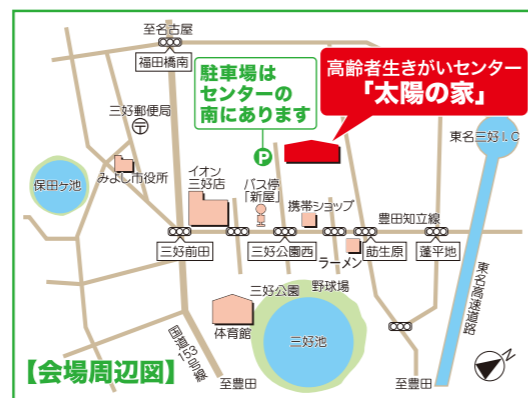 至名古屋
福田橋南
駐車場は
センターの
南にあります
高齢者生きがいセンター
「太陽の家」
三好郵便局
〒
P
東名三好I.C
保田ヶ池
みよし市役所
イオン
三好店
バス停
「新屋」
携帯ショップ
豊田知立線
三好前田
三好公園西
ラーメン
莇生原
蓬平地
三好公園
野球場
東名高速道路
体育館
三好池
国道153号線
【会場周辺図】
至豊田
至豊田
N